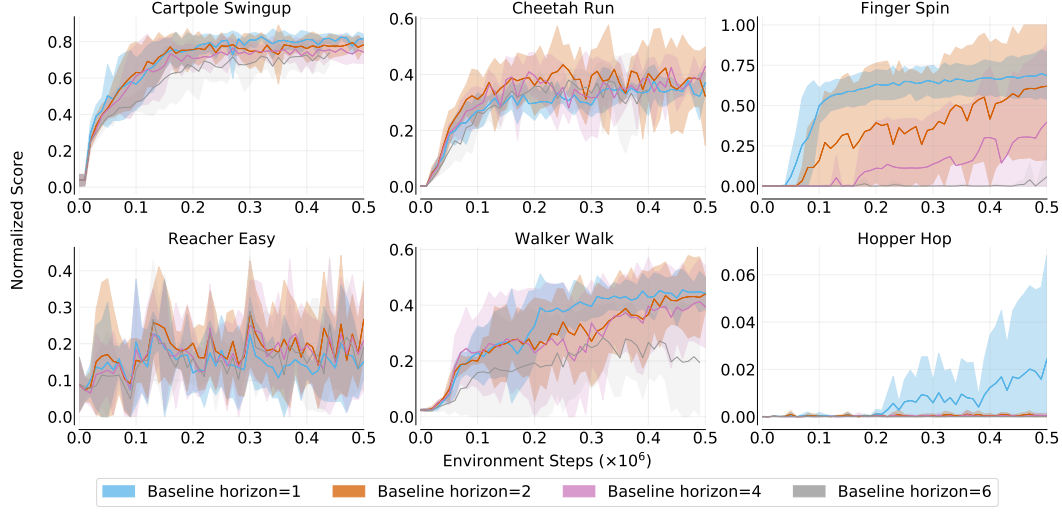 Cartpole Swingup
Cheetah Run
Finger Spin
0.8
0.6
0.4
0.2
0.0
0.0 0.1 0.2 0.3 0.4 0.5
0.6
0.4
0.2
0.0
0.0 0.1 0.2 0.3 0.4 0.5
1.00
0.75
0.50
0.25
0.00
0.0 0.1 0.2 0.3 0.4 0.5
Normalized Score
Reacher Easy
Walker Walk
Hopper Hop
0.4
0.3
0.2
0.1
0.0
0.0 0.1 0.2 0.3 0.4 0.5
0.6
0.4
0.2
0.0
0.0 0.1 0.2 0.3 0.4 0.5
0.06
0.04
0.02
0.00
0.0 0.1 0.2 0.3 0.4 0.5
Environment Steps (×10⁶)
Baseline horizon=1 Baseline horizon=2 Baseline horizon=4 Baseline horizon=6